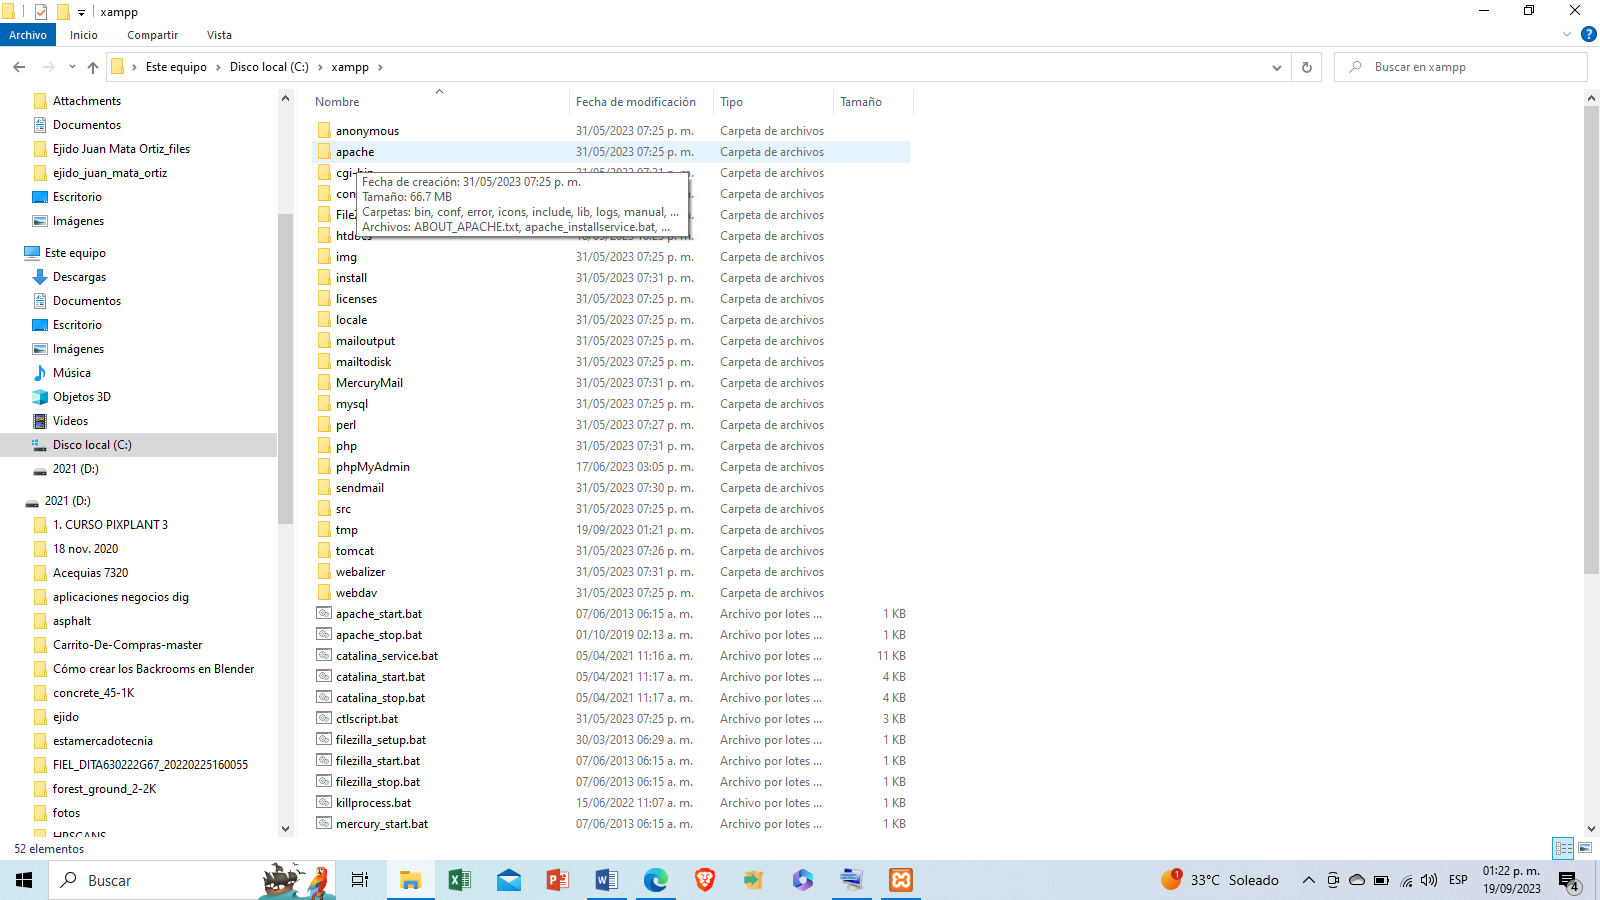 xampp
Archivo
Inicio
Compartir
Vista
Este equipo
Disco local (C:)
xampp
Buscar en xampp
Attachments
Documentos
Ejido Juan Mata Ortiz_files
ejido_juan_mata_ortiz
Escritorio
Imágenes
Este equipo
Descargas
Documentos
Escritorio
Imágenes
Música
Objetos 3D
Videos
Disco local (C:)
2021 (D:)
2021 (D:)
1. CURSO PIXPLANT 3
18 nov. 2020
Acequias 7320
aplicaciones negocios dig
asphalt
Carrito-De-Compras-master
Cómo crear los Backrooms en Blender
concrete_45-1K
ejido
estamercadotecnia
FIEL_DITA630222G67_20220225160055
forest_ground_2-2K
fotos
HPSCANS
Nombre Fecha de modificación Tipo Tamaño
anonymous 31/05/2023 07:25 p. m. Carpeta de archivos
apache 31/05/2023 07:25 p. m. Carpeta de archivos
cgi-bin 31/05/2023 07:31 p. m. Carpeta de archivos
con m. Carpeta de archivos
m. Carpeta de archivos
htdocs m. Carpeta de archivos
Fecha de creación: 31/05/2023 07:25 p. m.
Tamaño: 66.7 MB
Carpetas: bin, conf, error, icons, include, lib, logs, manual, ...
Archivos: ABOUT_APACHE.txt, apache_installservice.bat, ...
img 31/05/2023 07:25 p. m. Carpeta de archivos
install 31/05/2023 07:31 p. m. Carpeta de archivos
licenses 31/05/2023 07:25 p. m. Carpeta de archivos
locale 31/05/2023 07:25 p. m. Carpeta de archivos
mailoutput 31/05/2023 07:25 p. m. Carpeta de archivos
mailtodisk 31/05/2023 07:25 p. m. Carpeta de archivos
MercuryMail 31/05/2023 07:31 p. m. Carpeta de archivos
mysql 31/05/2023 07:25 p. m. Carpeta de archivos
perl 31/05/2023 07:27 p. m. Carpeta de archivos
php 31/05/2023 07:31 p. m. Carpeta de archivos
phpMyAdmin 17/06/2023 03:05 p. m. Carpeta de archivos
sendmail 31/05/2023 07:30 p. m. Carpeta de archivos
src 31/05/2023 07:25 p. m. Carpeta de archivos
tmp 19/09/2023 01:21 p. m. Carpeta de archivos
tomcat 31/05/2023 07:26 p. m. Carpeta de archivos
webalizer 31/05/2023 07:31 p. m. Carpeta de archivos
webdav 31/05/2023 07:25 p. m. Carpeta de archivos
apache_start.bat 07/06/2013 06:15 a. m. Archivo por lotes ... 1 KB
apache_stop.bat 01/10/2019 02:13 a. m. Archivo por lotes ... 1 KB
catalina_service.bat 05/04/2021 11:16 a. m. Archivo por lotes ... 11 KB
catalina_start.bat 05/04/2021 11:17 a. m. Archivo por lotes ... 4 KB
catalina_stop.bat 05/04/2021 11:17 a. m. Archivo por lotes ... 4 KB
ctlscript.bat 31/05/2023 07:25 p. m. Archivo por lotes ... 3 KB
filezilla_setup.bat 30/03/2013 06:29 a. m. Archivo por lotes ... 1 KB
filezilla_start.bat 07/06/2013 06:15 a. m. Archivo por lotes ... 1 KB
filezilla_stop.bat 07/06/2013 06:15 a. m. Archivo por lotes ... 1 KB
killprocess.bat 15/06/2022 11:07 a. m. Archivo por lotes ... 1 KB
mercury_start.bat 07/06/2013 06:15 a. m. Archivo por lotes ... 1 KB
52 elementos
Buscar
1
33°C Soleado
ESP
01:22 p. m.
19/09/2023
4